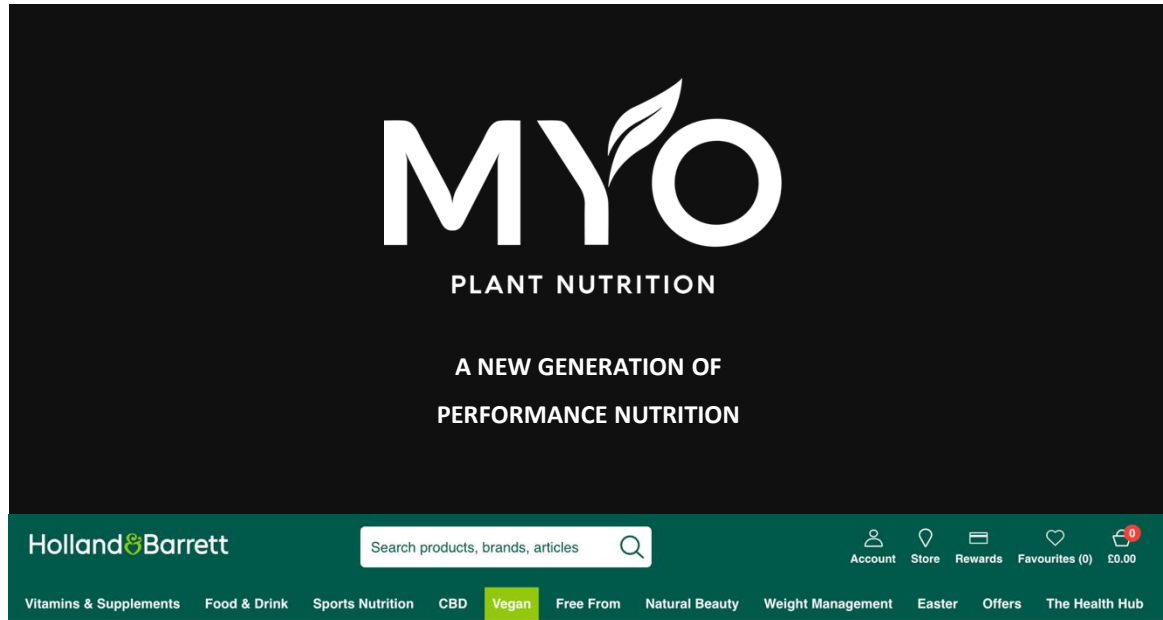 MYO
PLANT NUTRITION
A NEW GENERATION OF
PERFORMANCE NUTRITION
Holland&Barrett
Search products, brands, articles
Account Store Rewards Favourites (0) 0 £0.00
Vitamins & Supplements Food & Drink Sports Nutrition CBD Vegan Free From Natural Beauty Weight Management Easter Offers The Health Hub